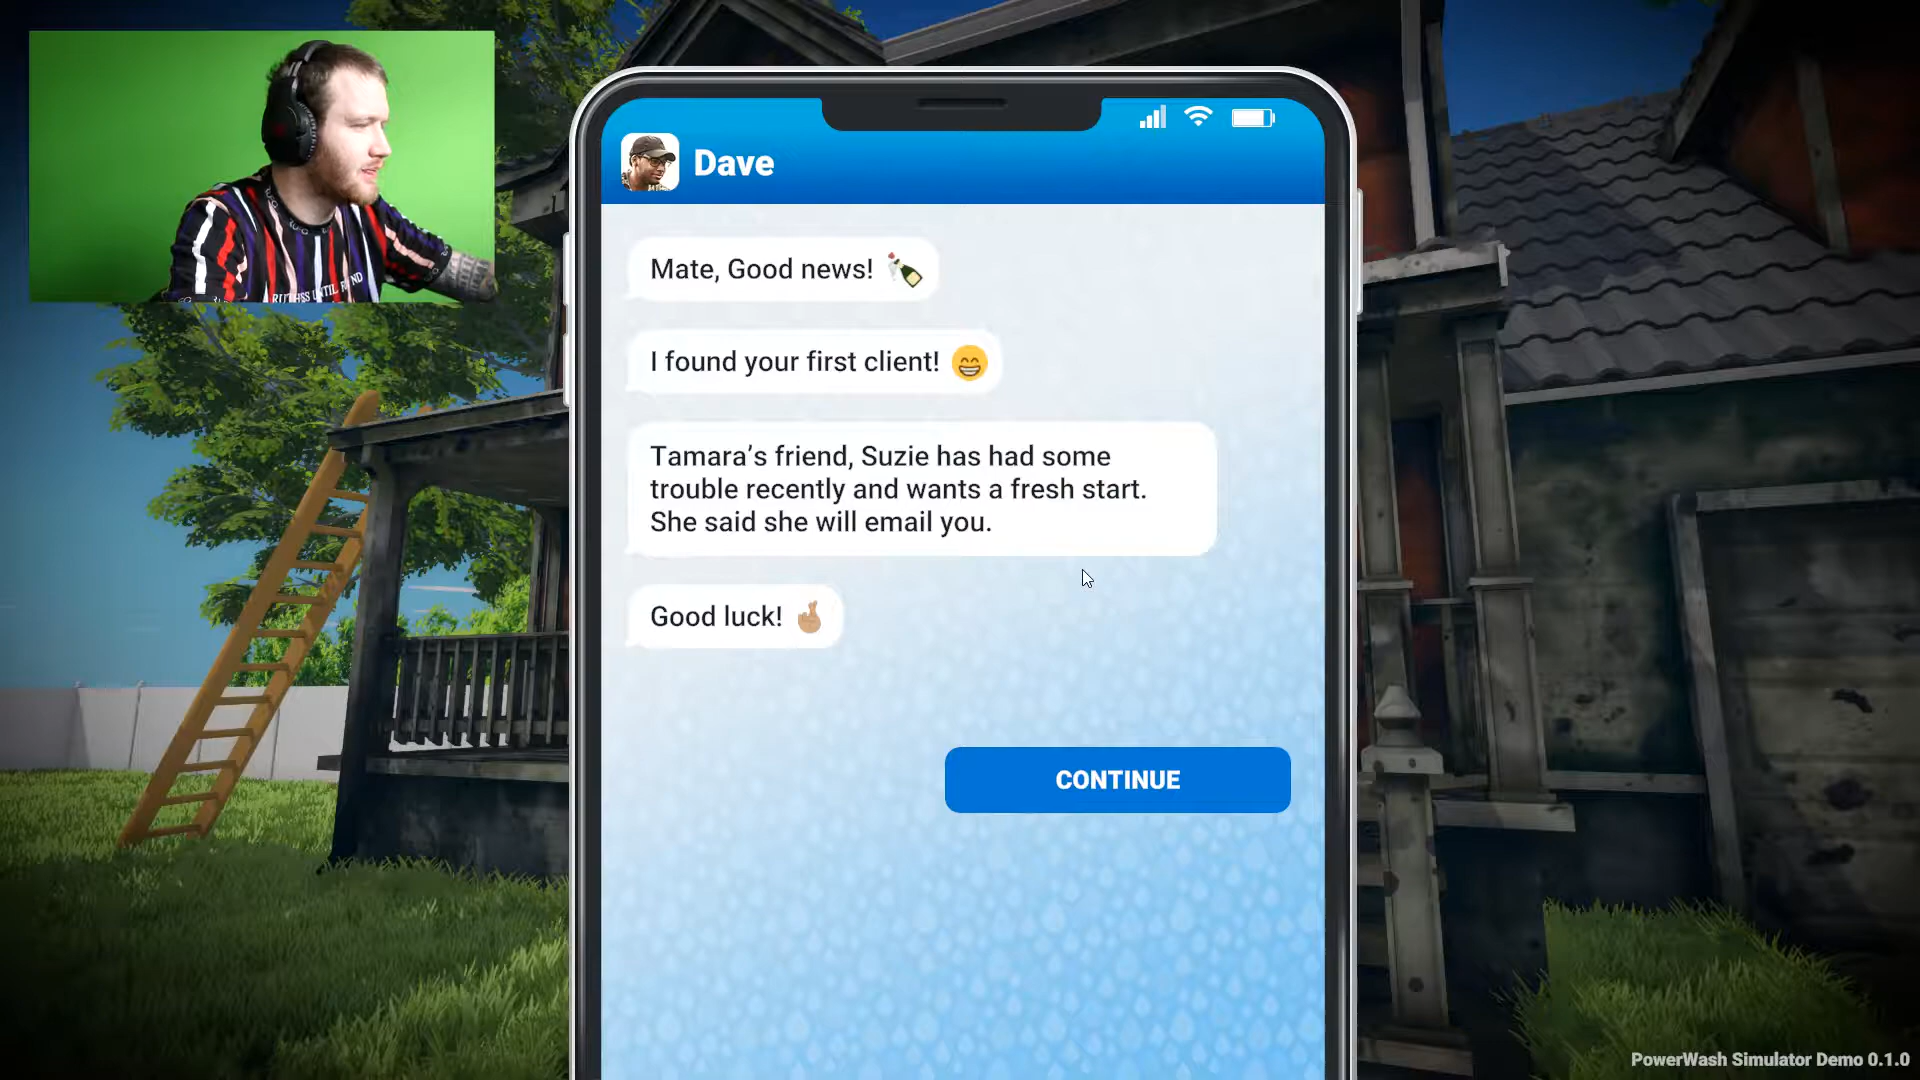 Dave
Mate, Good news! 🍾
I found your first client! 😁
Tamara’s friend, Suzie has had some
trouble recently and wants a fresh start.
She said she will email you.
Good luck! 🤞🏽
CONTINUE
PowerWash Simulator Demo 0.1.0